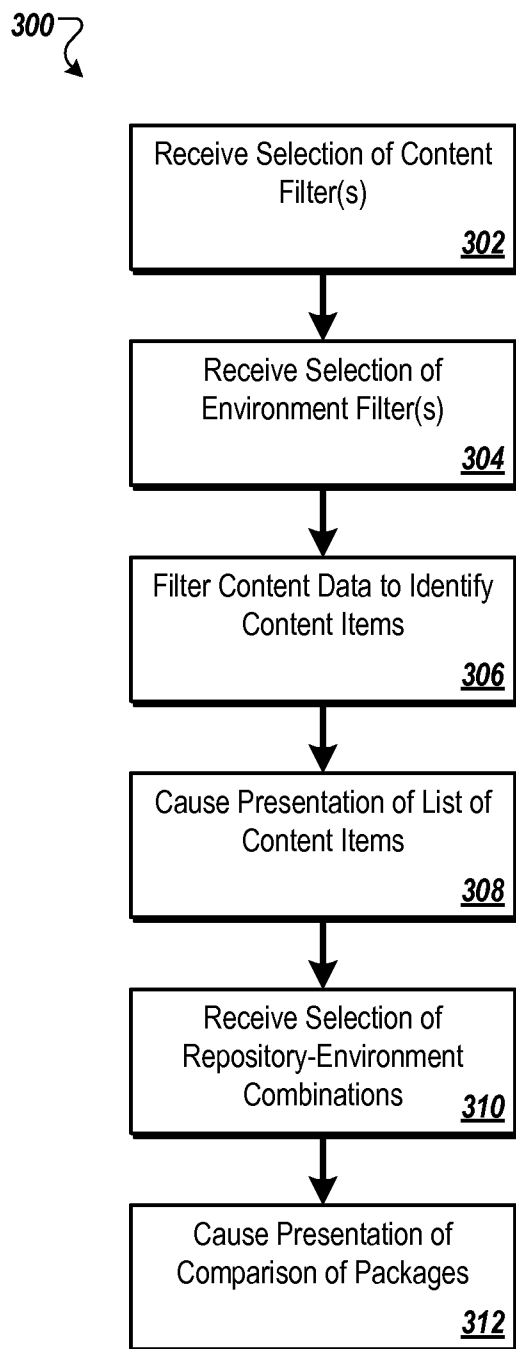 300
Receive Selection of Content
Filter(s)
302
Receive Selection of
Environment Filter(s)
304
Filter Content Data to Identify
Content Items
306
Cause Presentation of List of
Content Items
308
Receive Selection of
Repository-Environment
Combinations
310
Cause Presentation of
Comparison of Packages
312